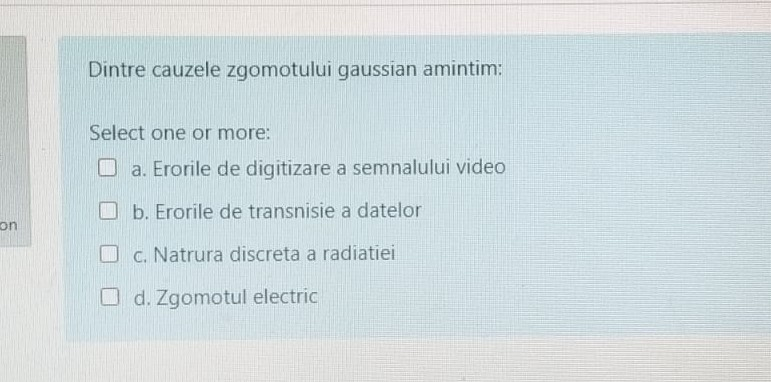 Dintre cauzele zgomotului gaussian amintim:
Select one or more:
a. Erorile de digitizare a semnalului video
b. Erorile de transnisie a datelor
on
c. Natrura discreta a radiatiei
d. Zgomotul electric